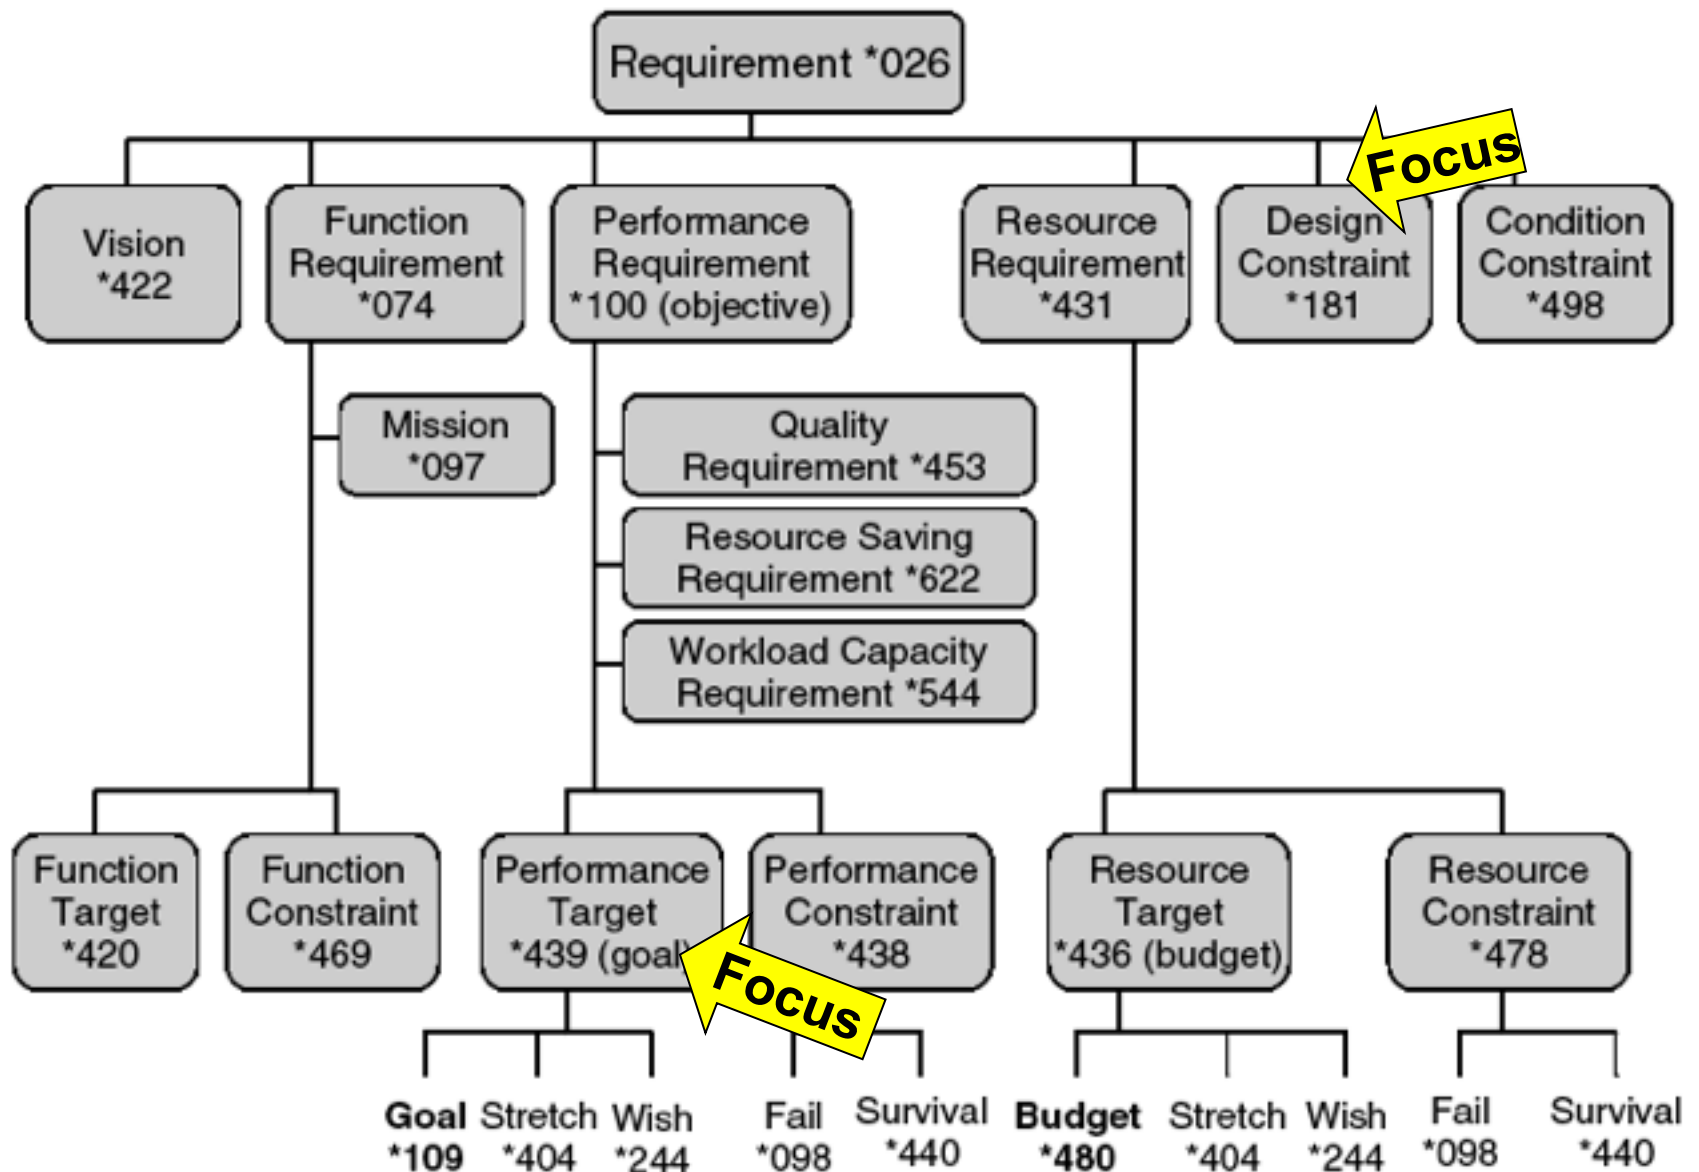 Requirement *026
Focus
Vision
*422
Function
Requirement
*074
Performance
Requirement
*100 (objective)
Resource
Requirement
*431
Design
Constraint
*181
Condition
Constraint
*498
Mission
*097
Quality
Requirement *453
Resource Saving
Requirement *622
Workload Capacity
Requirement *544
Function
Target
*420
Function
Constraint
*469
Performance
Target
*439 (goal)
Performance
Constraint
*438
Resource
Target
*436 (budget)
Resource
Constraint
*478
Focus
Goal
*109
Stretch
*404
Wish
*244
Fail
*098
Survival
*440
Budget
*480
Stretch
*404
Wish
*244
Fail
*098
Survival
*440